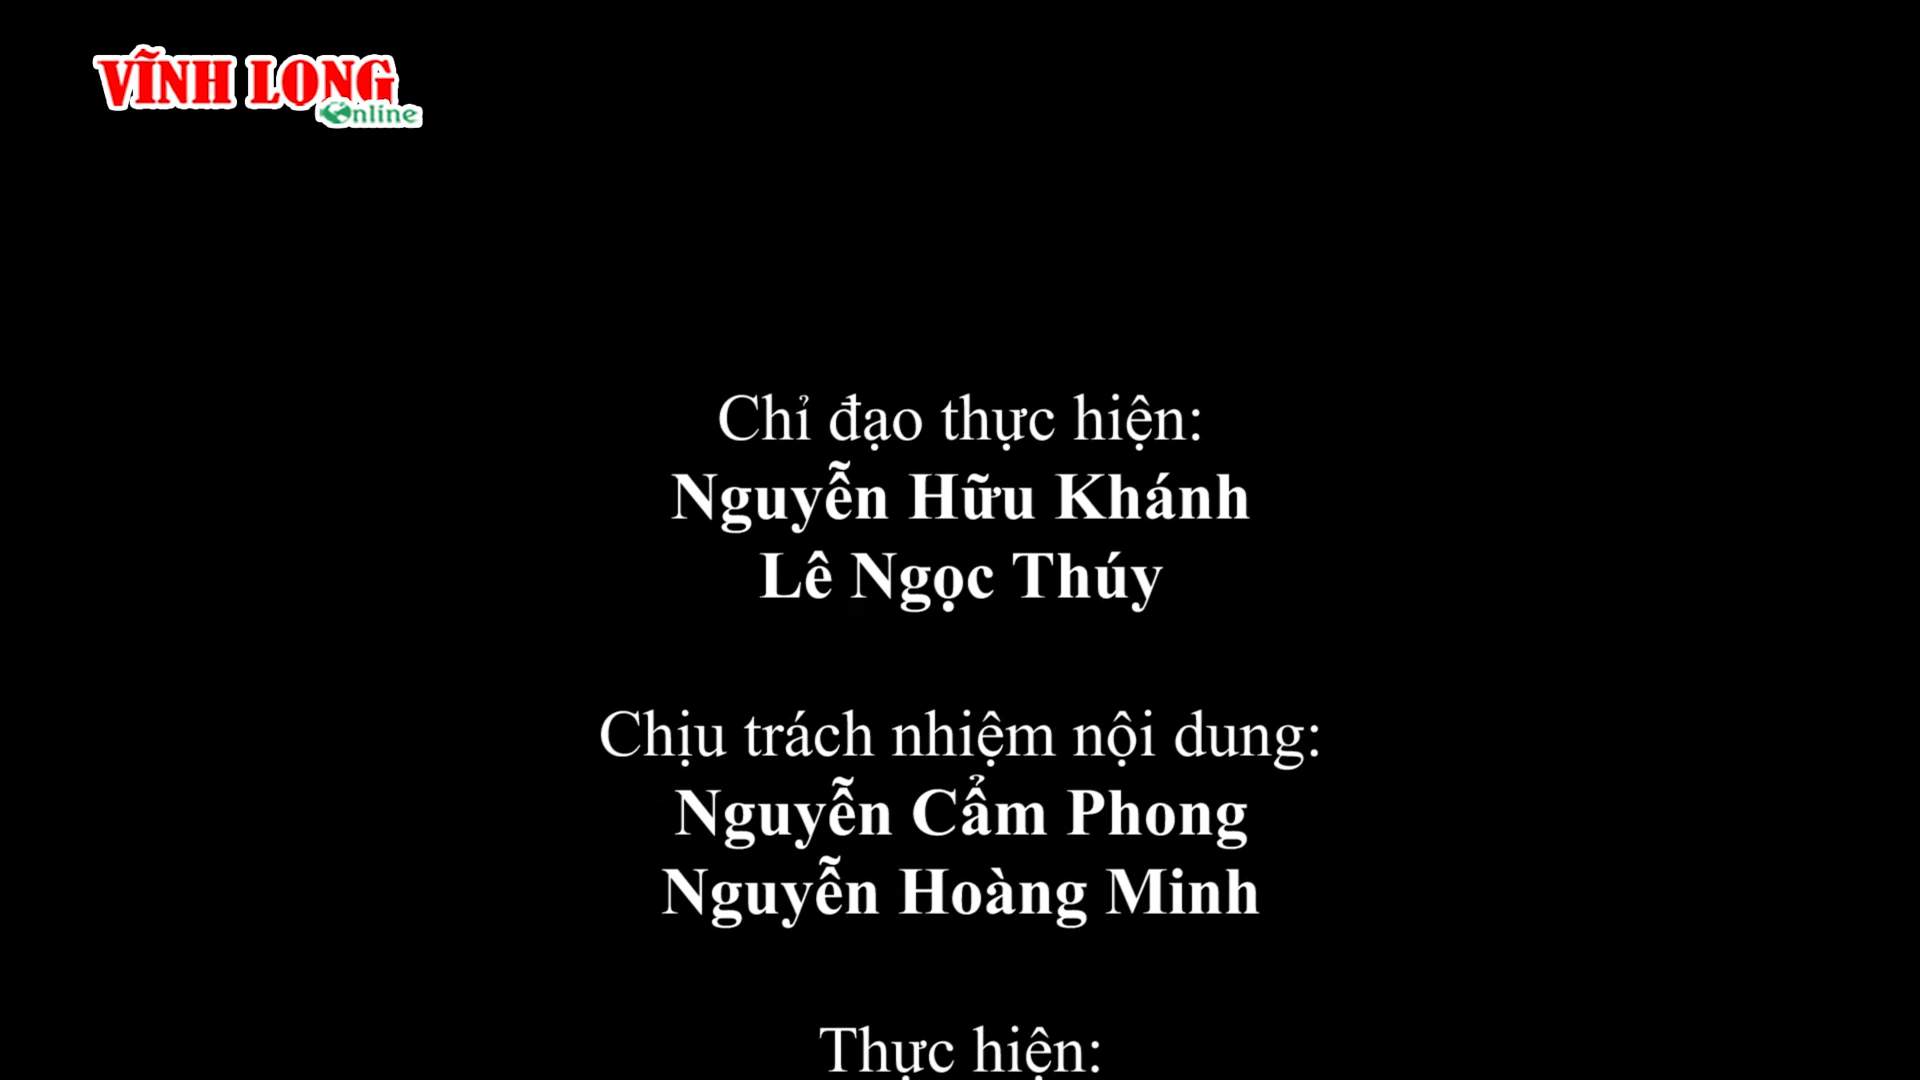 VĨNH LONG
Online
Chỉ đạo thực hiện:
Nguyễn Hữu Khánh
Lê Ngọc Thúy
Chịu trách nhiệm nội dung:
Nguyễn Cẩm Phong
Nguyễn Hoàng Minh
Thực hiện: